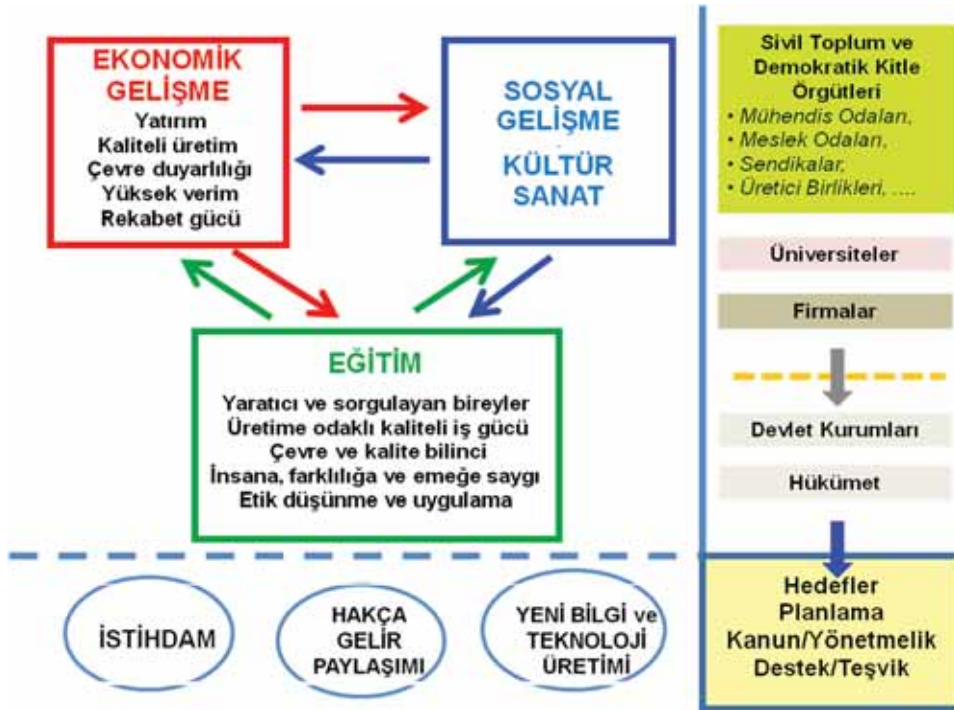 EKONOMİK
GELİŞME
Yatırım
Kaliteli üretim
Çevre duyarlılığı
Yüksek verim
Rekabet gücü
SOSYAL
GELİŞME
KÜLTÜR
SANAT
EĞİTİM
Yaratıcı ve sorgulayan bireyler
Üretime odaklı kaliteli iş gücü
Çevre ve kalite bilinci
İnsana, farklılığa ve emeğe saygı
Etik düşünme ve uygulama
İSTİHDAM
HAKÇA
GELİR
PAYLAŞIMI
YENİ BİLGİ ve
TEKNOLOJİ
ÜRETİMİ
Sivil Toplum ve
Demokratik Kitle
Örgütleri
• Mühendis Odaları,
• Meslek Odaları,
• Sendikalar,
• Üretici Birlikleri, ....
Üniversiteler
Firmalar
Devlet Kurumları
Hükümet
Hedefler
Planlama
Kanun/Yönetmelik
Destek/Teşvik